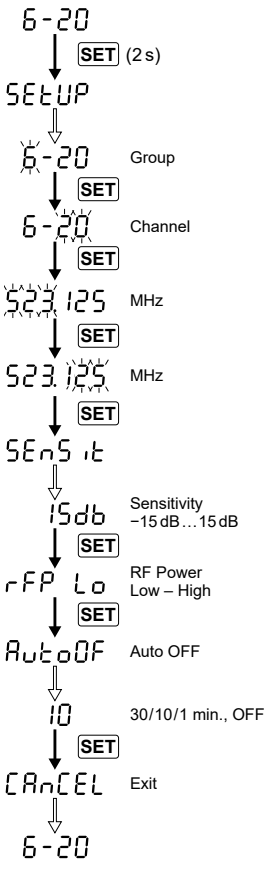 6-20
SET (2 s)
SEtUP
6-20 Group
SET
6-20 Channel
SET
523.125 MHz
SET
523.125 MHz
SET
SEnS it
15db Sensitivity
−15 dB…15 dB
SET
rFP Lo RF Power
Low – High
SET
AutoOF Auto OFF
10 30/10/1 min., OFF
SET
CAnCEL Exit
6-20